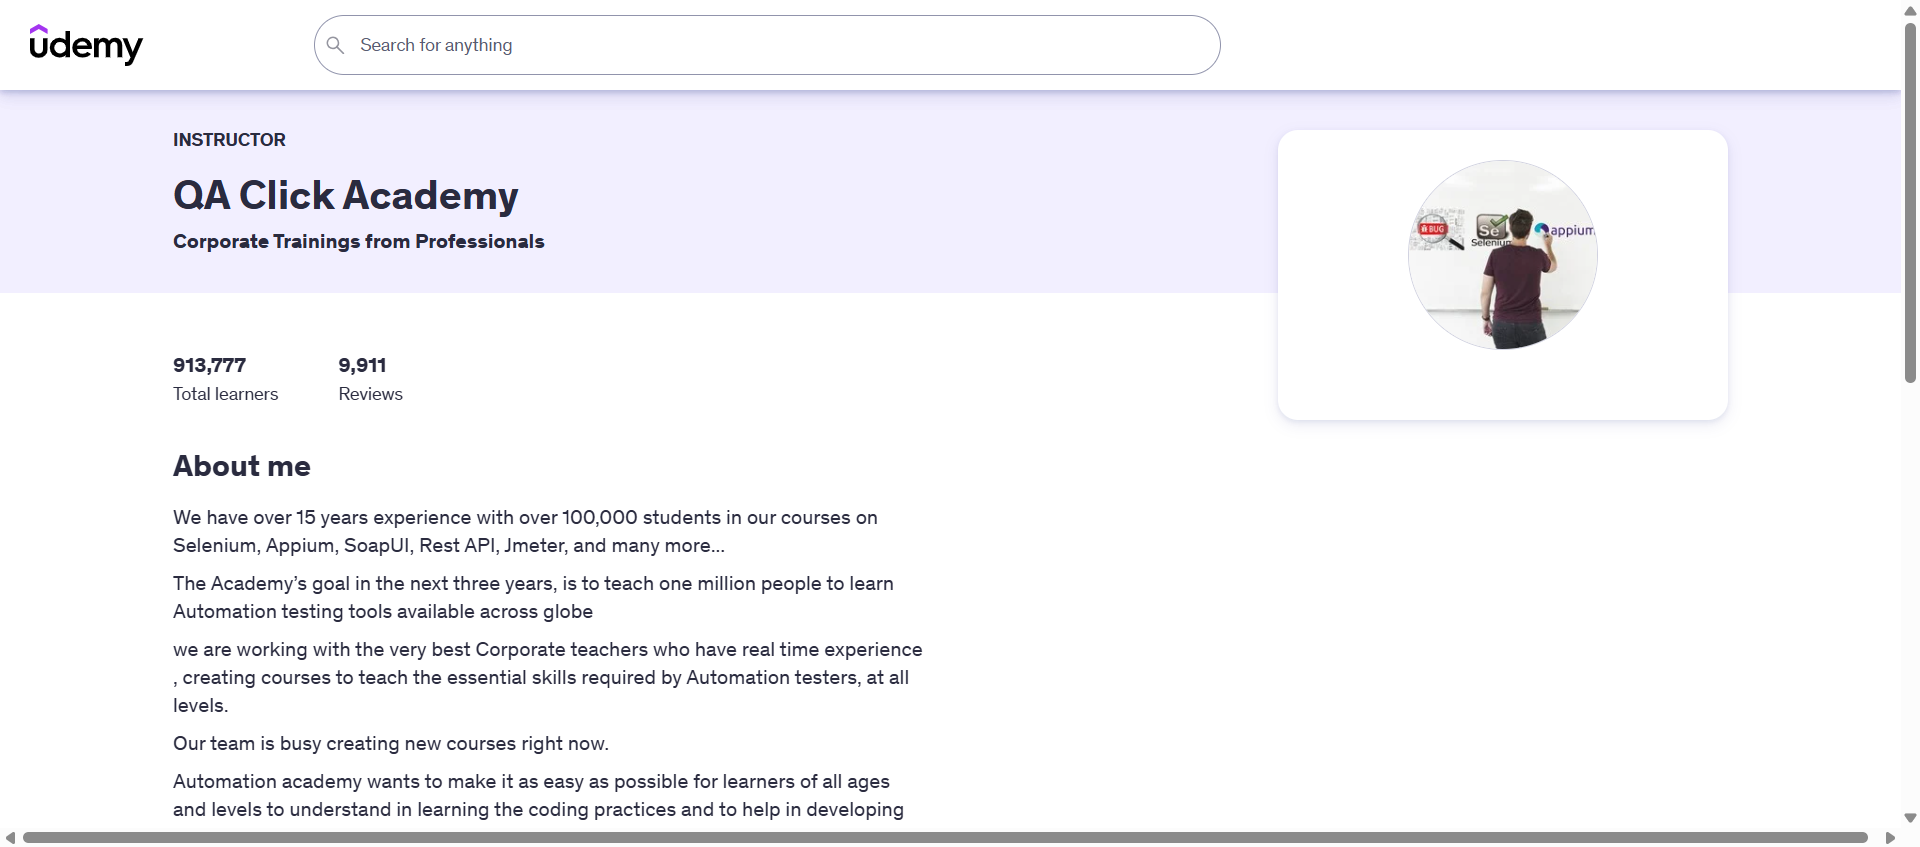 udemy
Search for anything
INSTRUCTOR
QA Click Academy
Corporate Trainings from Professionals
BUG
Se
Selenium
appium
913,777
Total learners
9,911
Reviews
About me
We have over 15 years experience with over 100,000 students in our courses on
Selenium, Appium, SoapUI, Rest API, Jmeter, and many more...
The Academy’s goal in the next three years, is to teach one million people to learn
Automation testing tools available across globe
we are working with the very best Corporate teachers who have real time experience
, creating courses to teach the essential skills required by Automation testers, at all
levels.
Our team is busy creating new courses right now.
Automation academy wants to make it as easy as possible for learners of all ages
and levels to understand in learning the coding practices and to help in developing